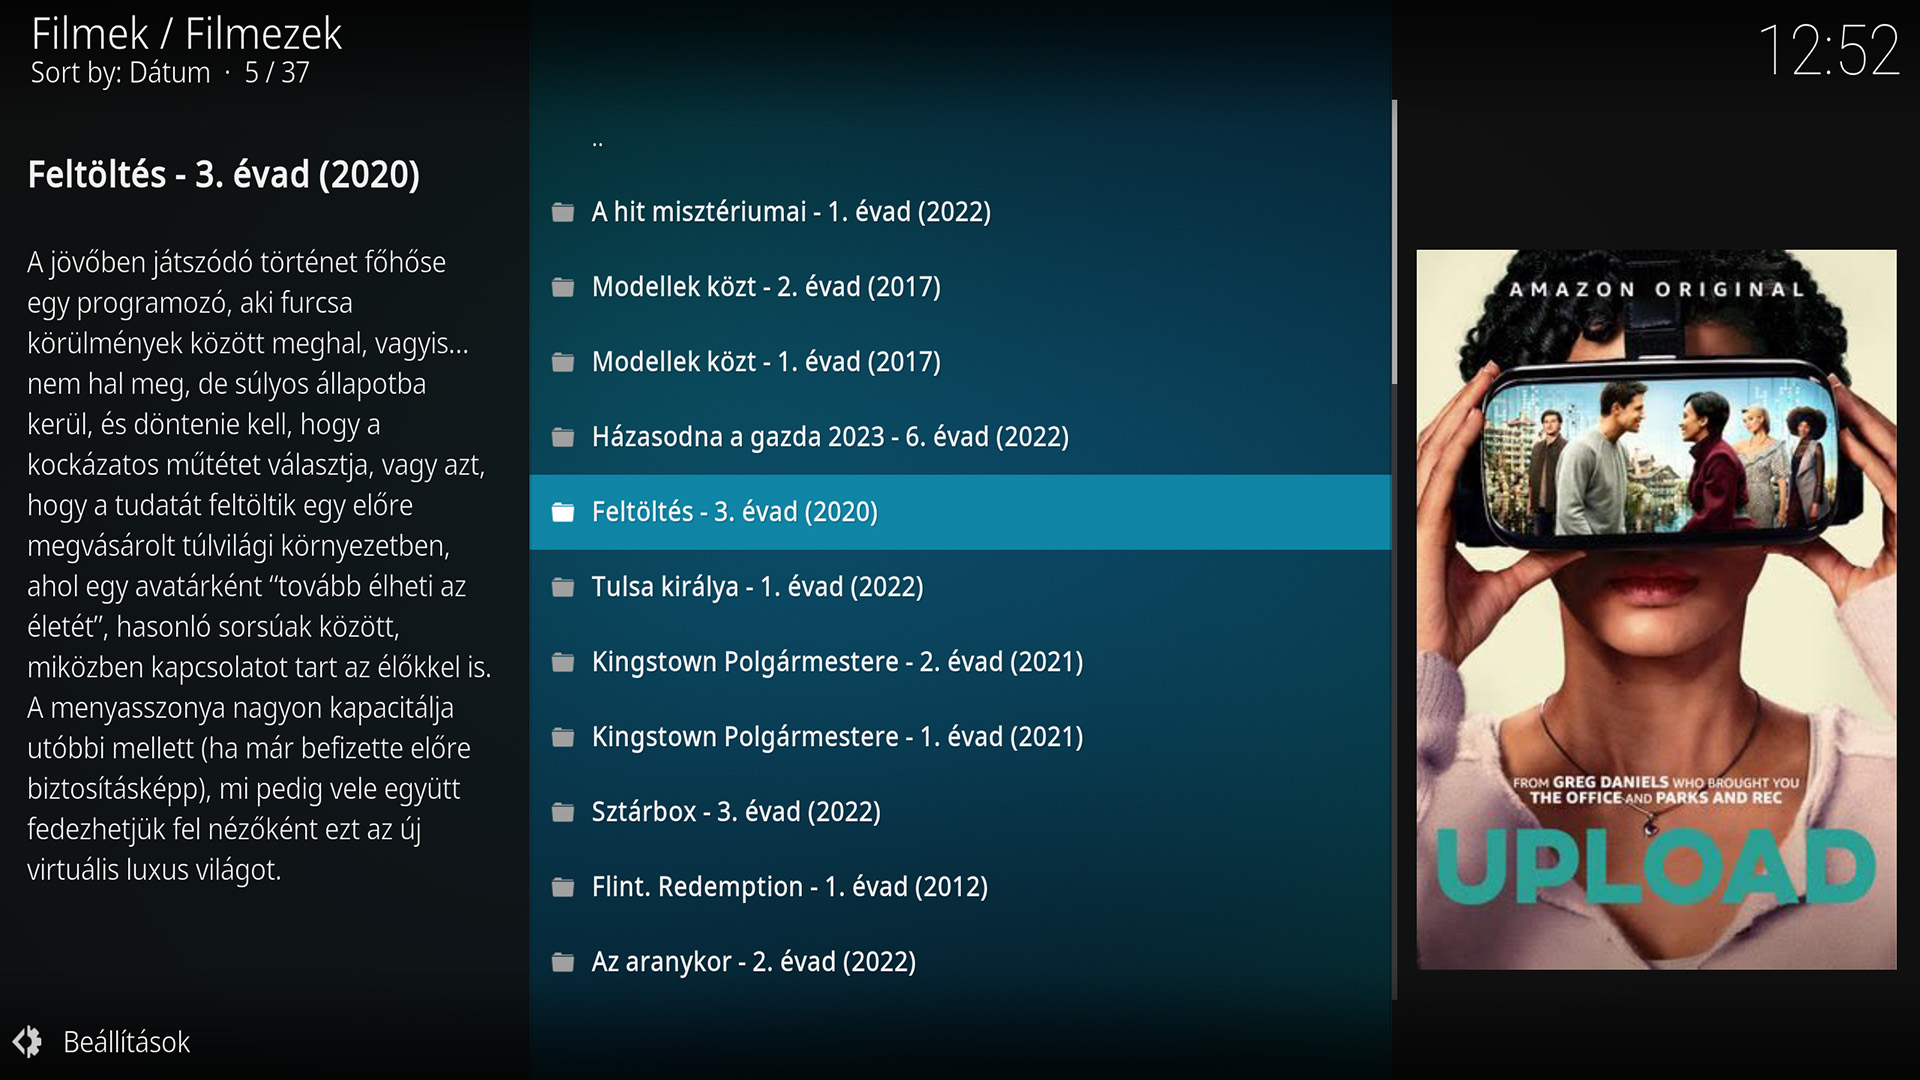 Filmek / Filmezek
Sort by: Dátum · 5 / 37
12:52
Feltöltés - 3. évad (2020)
A jövőben játszódó történet főhőse
egy programozó, aki furcsa
körülmények között meghal, vagyis...
nem hal meg, de súlyos állapotba
kerül, és döntenie kell, hogy a
kockázatos műtétet választja, vagy azt,
hogy a tudatát feltöltik egy előre
megvásárolt túlvilági környezetben,
ahol egy avatárként “tovább élheti az
életét”, hasonló sorsúak között,
miközben kapcsolatot tart az élőkkel is.
A menyasszonya nagyon kapacitálja
utóbbi mellett (ha már befizette előre
biztosításképp), mi pedig vele együtt
fedezhetjük fel nézőként ezt az új
virtuális luxus világot.
Beállítások
..
A hit misztériumai - 1. évad (2022)
Modellek közt - 2. évad (2017)
Modellek közt - 1. évad (2017)
Házasodna a gazda 2023 - 6. évad (2022)
Feltöltés - 3. évad (2020)
Tulsa királya - 1. évad (2022)
Kingstown Polgármestere - 2. évad (2021)
Kingstown Polgármestere - 1. évad (2021)
Sztárbox - 3. évad (2022)
Flint. Redemption - 1. évad (2012)
Az aranykor - 2. évad (2022)
AMAZON ORIGINAL
FROM GREG DANIELS WHO BROUGHT YOU
THE OFFICE AND PARKS AND REC
UPLOAD